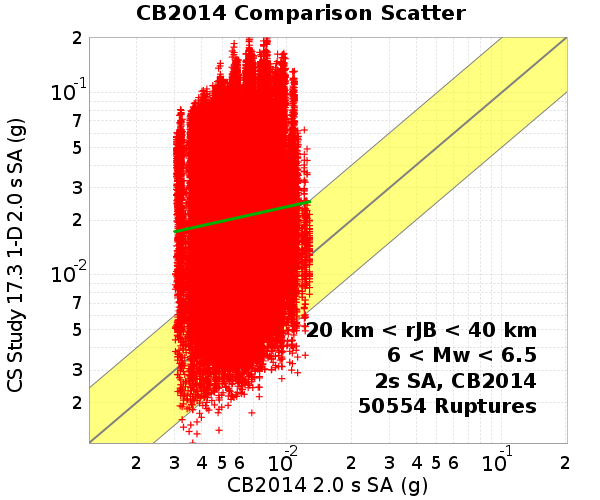 CB2014 Comparison Scatter
CS Study 17.3 1-D 2.0 s SA (g)
2
10-1
7
5
3
2
10-2
7
5
3
2
20 km < rJB < 40 km
6 < Mw < 6.5
2s SA, CB2014
50554 Ruptures
2 3 4 5 6 10-2 2 3 4 5 6 10-1 2
CB2014 2.0 s SA (g)